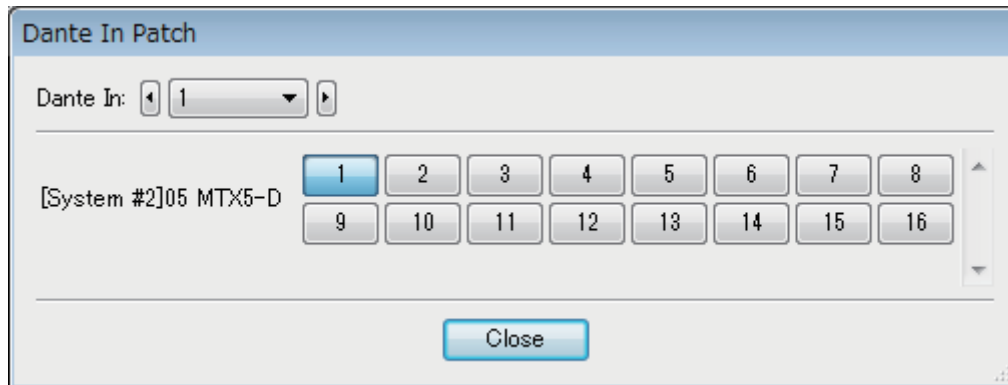 Dante In Patch
Dante In: 1
1 2 3 4 5 6 7 8
[System #2]05 MTX5-D
9 10 11 12 13 14 15 16
Close